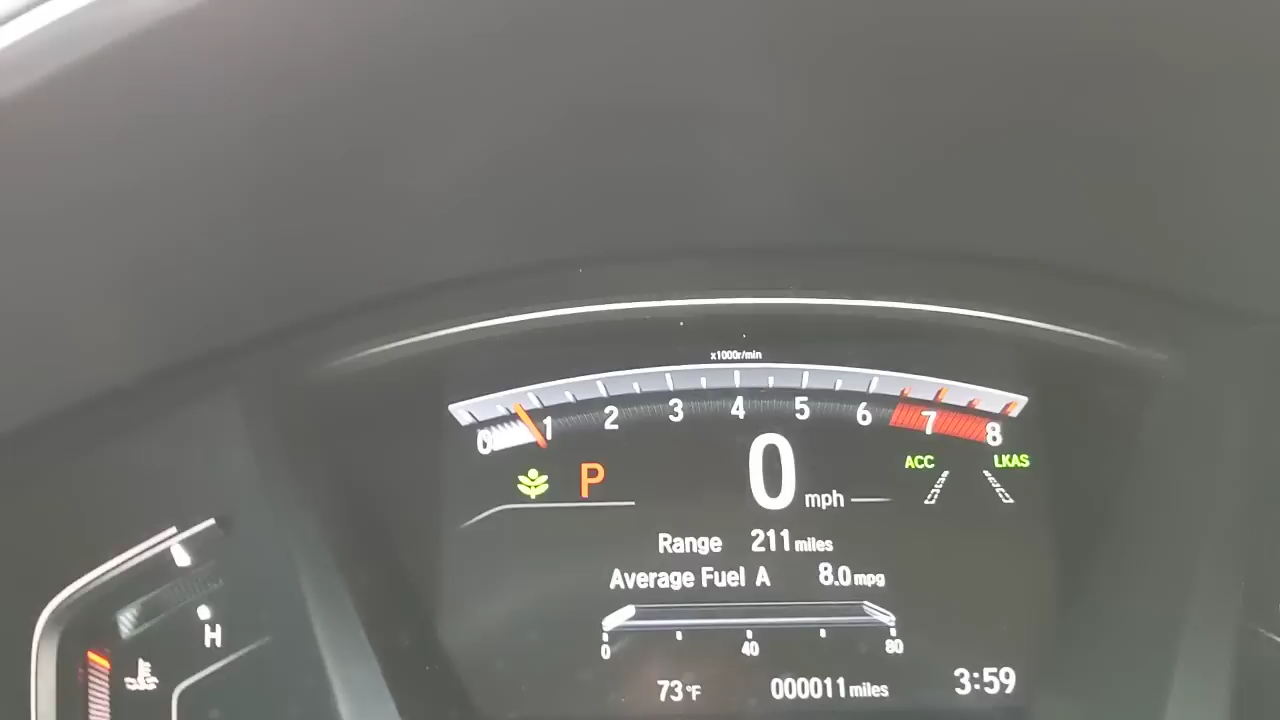 x1000r/min
0 1 2 3 4 5 6 7 8
ACC LKAS
P 0 mph
Range 211 miles
Average Fuel A 8.0 mpg
0 40 80
H
73°F 000011 miles 3:59